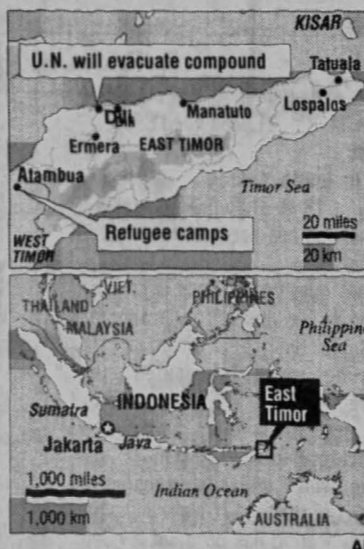 KISAR
Tatuala
U.N. will evacuate compound
Lospalos
Dili
Manatuto
EAST TIMOR
Ermera
Atambua
Timor Sea
Refugee camps
20 miles
20 km
WEST
TIMOR
VIET.
THAILAND
PHILIPPINES
MALAYSIA
Philippine
Sea
INDONESIA
East
Timor
Sumatra
Jakarta
Java
1,000 miles
Indian Ocean
1,000 km
AUSTRALIA
A